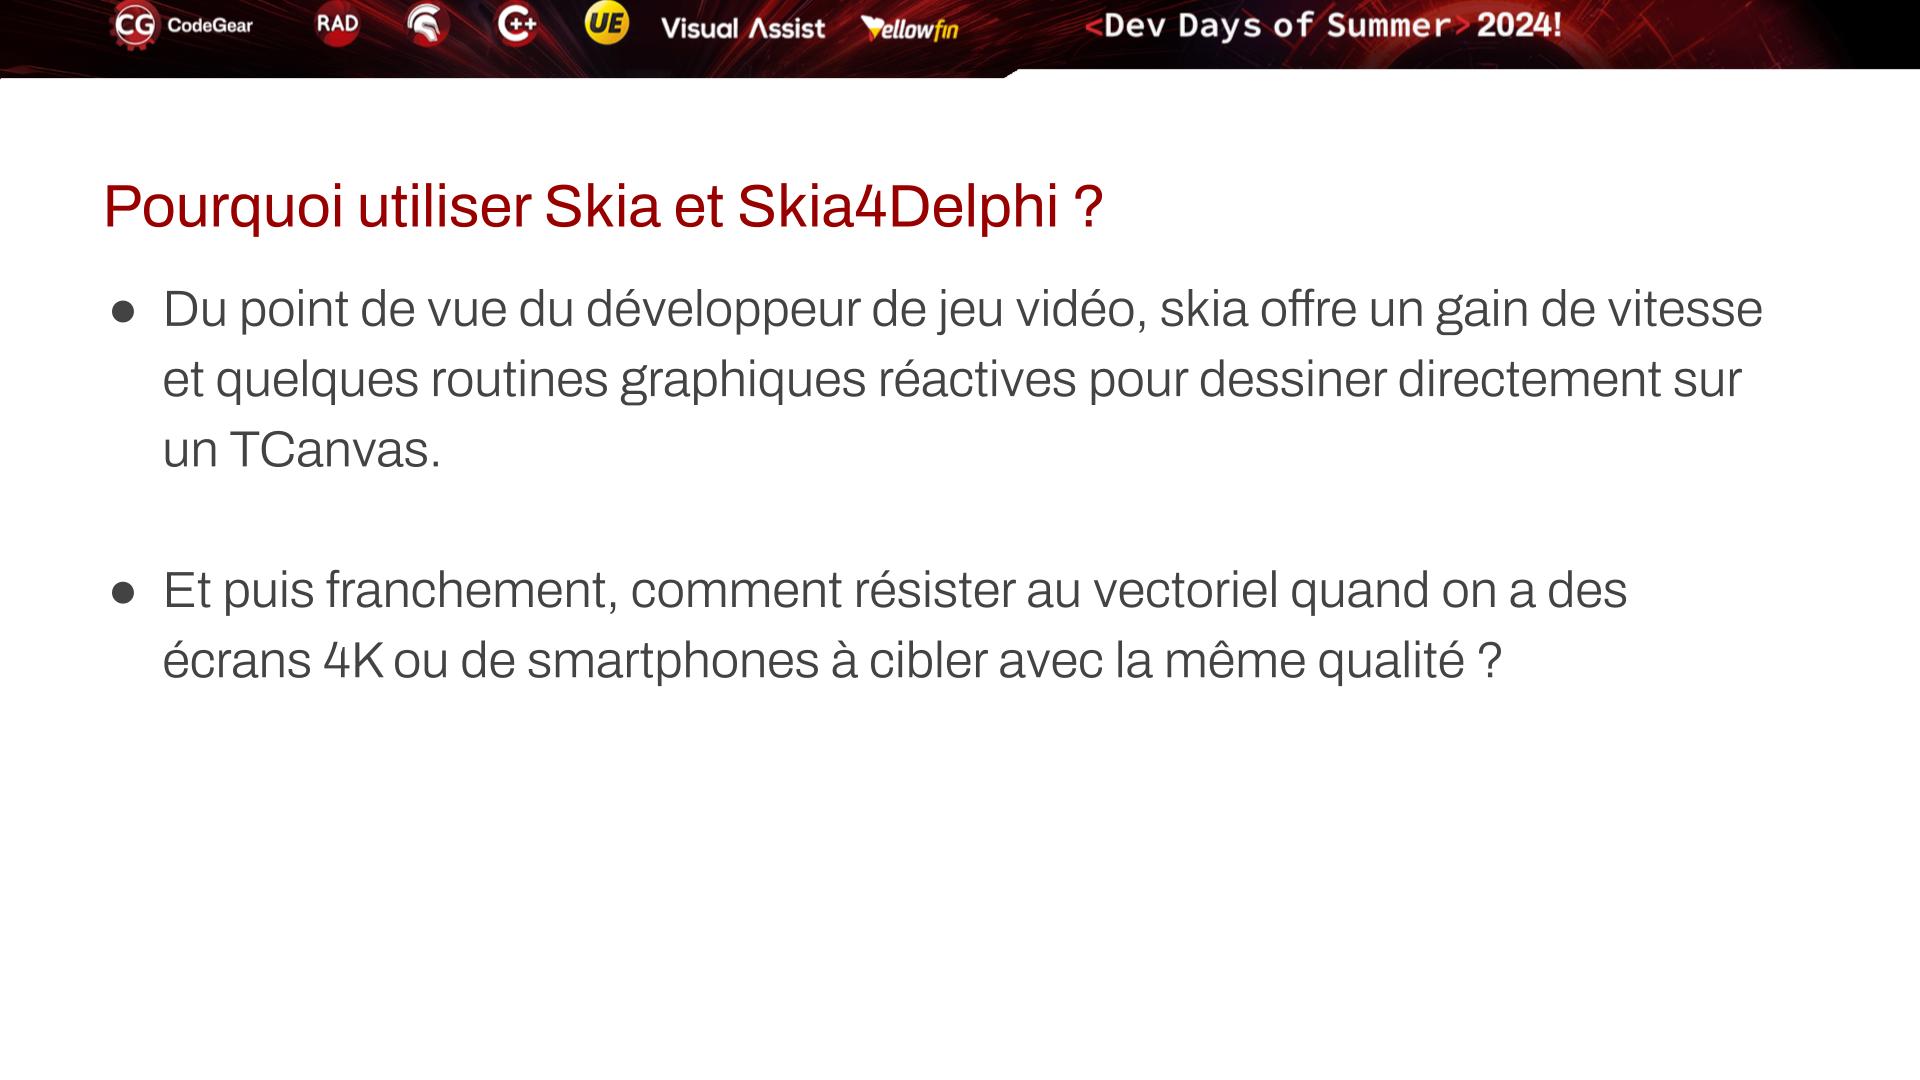 CG CodeGear RAD C++ UE Visual Assist Yellowfin <Dev Days of Summer> 2024!
Pourquoi utiliser Skia et Skia4Delphi ?
● Du point de vue du développeur de jeu vidéo, skia offre un gain de vitesse
et quelques routines graphiques réactives pour dessiner directement sur
un TCanvas.
● Et puis franchement, comment résister au vectoriel quand on a des
écrans 4K ou de smartphones à cibler avec la même qualité ?